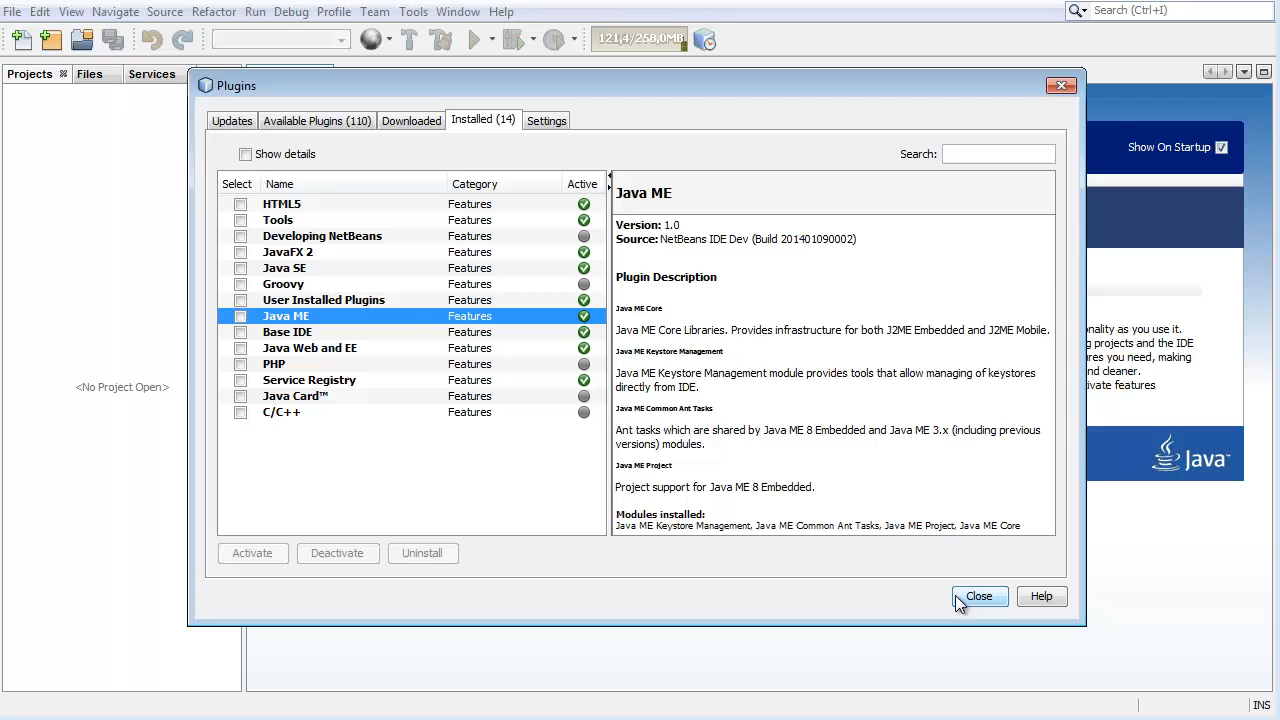 File Edit View Navigate Source Refactor Run Debug Profile Team Tools Window Help
Search (Ctrl+I)
121,4/258,0MB
Projects Files Services
Plugins
Updates Available Plugins (110) Downloaded Installed (14) Settings
Show On Startup
Show details
Search:
Select Name Category Active
HTML5 Features
Tools Features
Developing NetBeans Features
JavaFX 2 Features
Java SE Features
Groovy Features
User Installed Plugins Features
Java ME Features
Base IDE Features
Java Web and EE Features
PHP Features
Service Registry Features
Java Card™ Features
C/C++ Features
Java ME
Version: 1.0
Source: NetBeans IDE Dev (Build 201401090002)
Plugin Description
Java ME Core
Java ME Core Libraries. Provides infrastructure for both J2ME Embedded and J2ME Mobile.
Java ME Keystore Management
Java ME Keystore Management module provides tools that allow managing of keystores
directly from IDE.
Java ME Common Ant Tasks
Ant tasks which are shared by Java ME 8 Embedded and Java ME 3.x (including previous
versions) modules.
Java ME Project
Project support for Java ME 8 Embedded.
Modules installed:
Java ME Keystore Management, Java ME Common Ant Tasks, Java ME Project, Java ME Core
<No Project Open>
as you use it.
projects and the IDE
you need, making
cleaner.
features
Java™
Activate Deactivate Uninstall
Close Help
INS